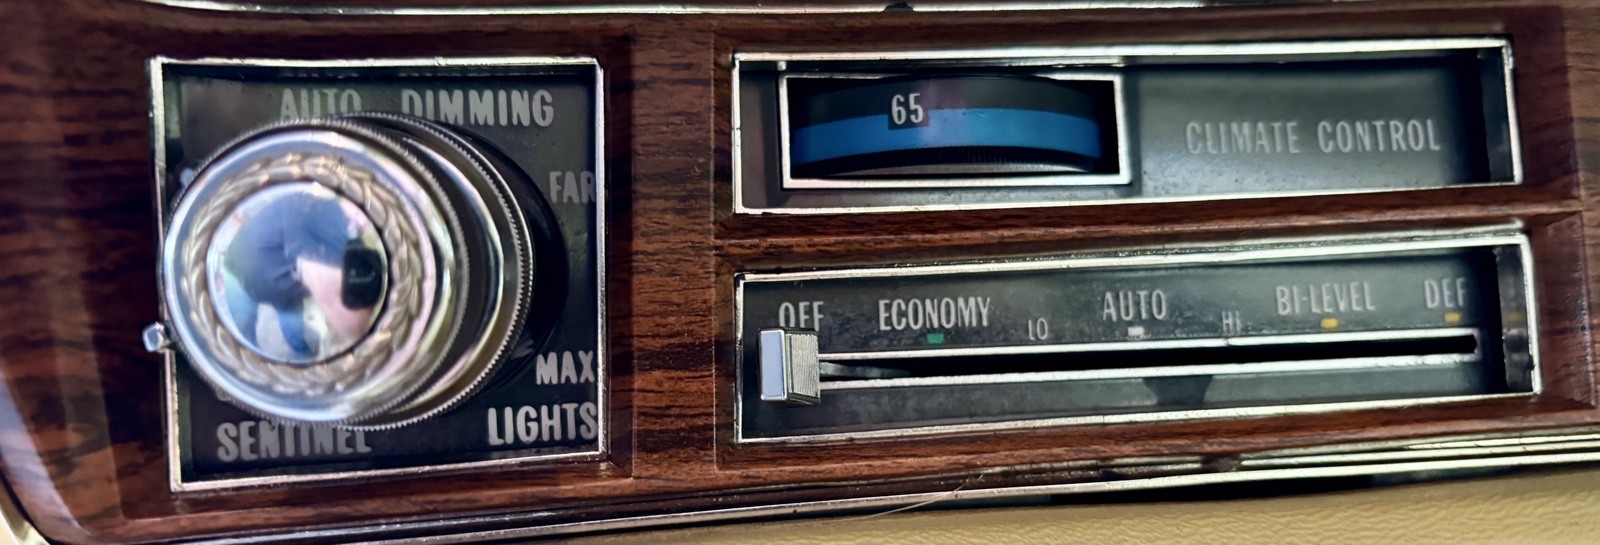 AUTO DIMMING
FAR
MAX
SENTINEL
LIGHTS
65
CLIMATE CONTROL
OFF ECONOMY LO AUTO HI BI-LEVEL DEF